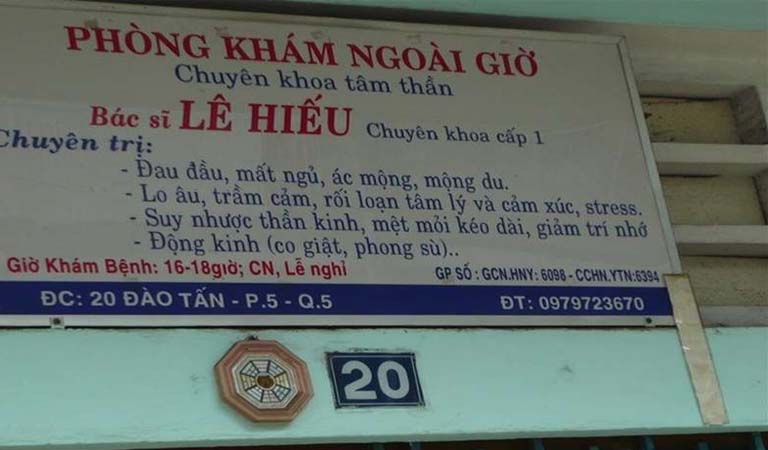 PHÒNG KHÁM NGOÀI GIỜ
Chuyên khoa tâm thần
Bác sĩ LÊ HIẾU Chuyên khoa cấp 1
Chuyên trị:
- Đau đầu, mất ngủ, ác mộng, mộng du.
- Lo âu, trầm cảm, rối loạn tâm lý và cảm xúc, stress.
- Suy nhược thần kinh, mệt mỏi kéo dài, giảm trí nhớ
- Động kinh (co giật, phong sù)..
Giờ Khám Bệnh: 16-18giờ; CN, Lễ nghỉ GP SỐ : GCN.HNY: 6098 - CCHN.YTN:6394
ĐC: 20 ĐÀO TẤN - P.5 - Q.5 ĐT: 0979723670
20